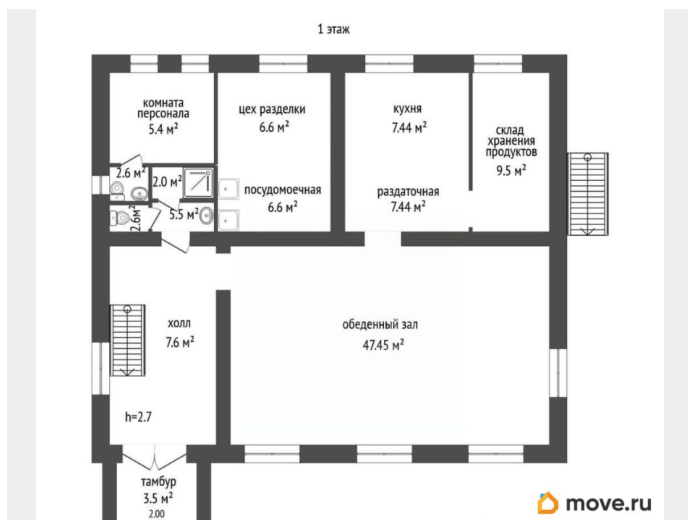 1 этаж
комната
персонала
5.4 м²
цех разделки
6.6 м²
кухня
7.44 м²
склад
хранения
продуктов
9.5 м²
2.6 м²
2.0 м²
посудомоечная
6.6 м²
раздаточная
7.44 м²
2.6м²
5.5 м²
холл
7.6 м²
обеденный зал
47.45 м²
h=2.7
тамбур
3.5 м²
2.00
move.ru